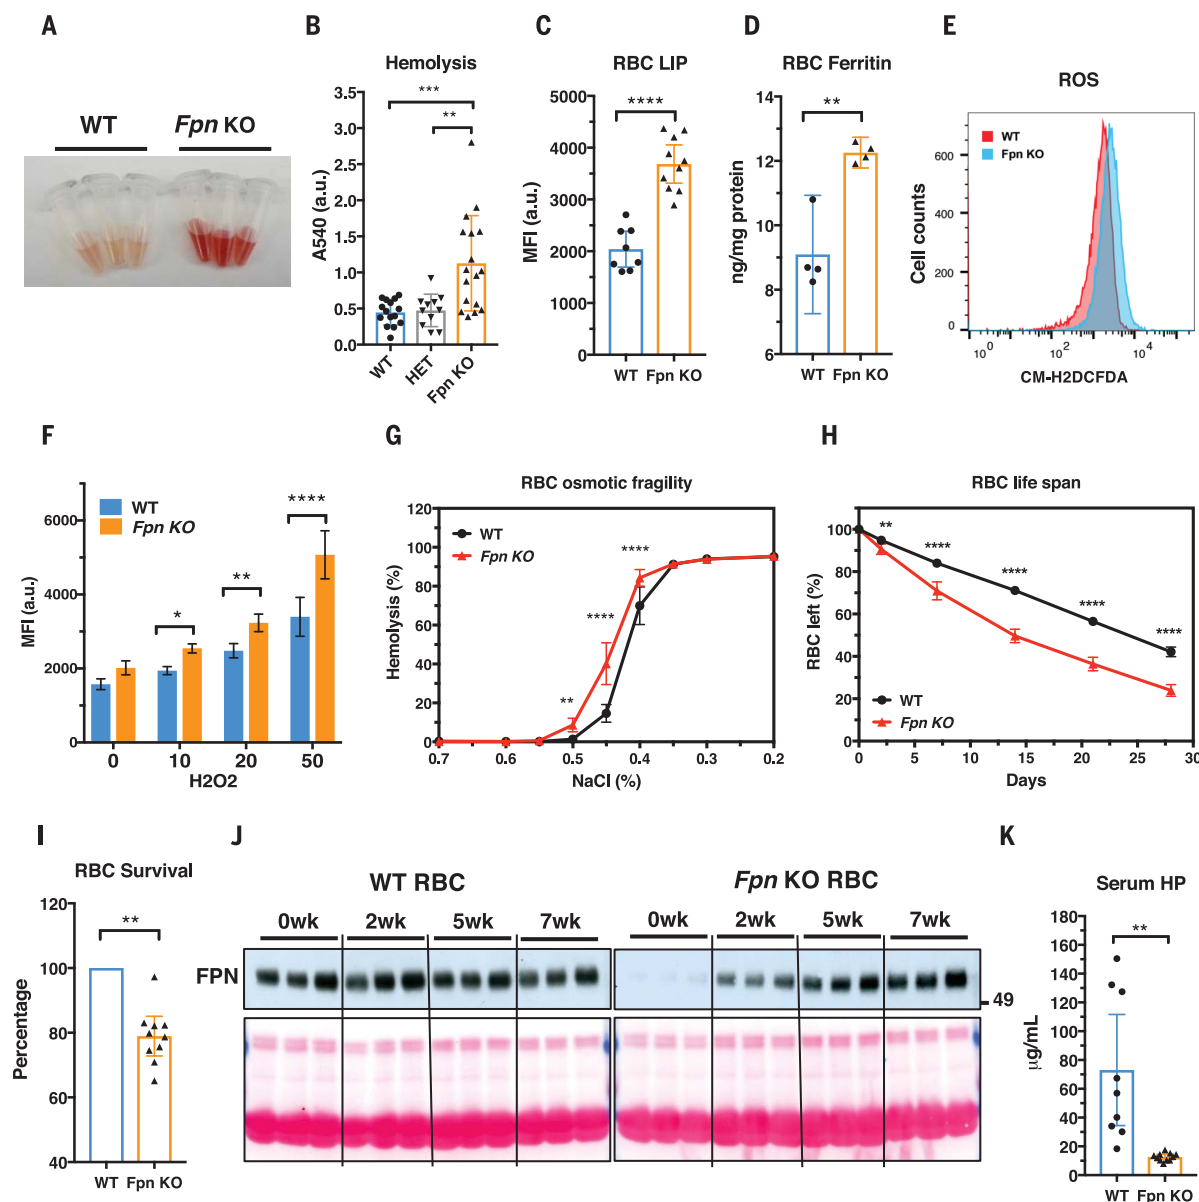 A
WT Fpn KO
B
Hemolysis
***
**
A540 (a.u.)
3.5
3.0
2.5
2.0
1.5
1.0
0.5
0.0
WT HET Fpn KO
C
RBC LIP
****
MFI (a.u.)
5000
4000
3000
2000
1000
0
WT Fpn KO
D
RBC Ferritin
**
ng/mg protein
14
12
10
8
6
WT Fpn KO
E
ROS
WT
Fpn KO
Cell counts
600
400
200
0
10^0 10^2 10^4
CM-H2DCFDA
F
WT
Fpn KO
****
**
*
MFI (a.u.)
6000
4000
2000
0
0 10 20 50
H2O2
G
RBC osmotic fragility
WT
Fpn KO
****
****
**
Hemolysis (%)
120
100
80
60
40
20
0
0.7 0.6 0.5 0.4 0.3 0.2
NaCl (%)
H
RBC life span
**
****
****
****
****
RBC left (%)
100
80
60
40
20
0
WT
Fpn KO
0 5 10 15 20 25 30
Days
I
RBC Survival
**
Percentage
120
100
80
60
40
WT Fpn KO
J
WT RBC Fpn KO RBC
0wk 2wk 5wk 7wk 0wk 2wk 5wk 7wk
FPN
49
K
Serum HP
**
µg/mL
180
160
140
120
100
80
60
40
20
0
WT Fpn KO